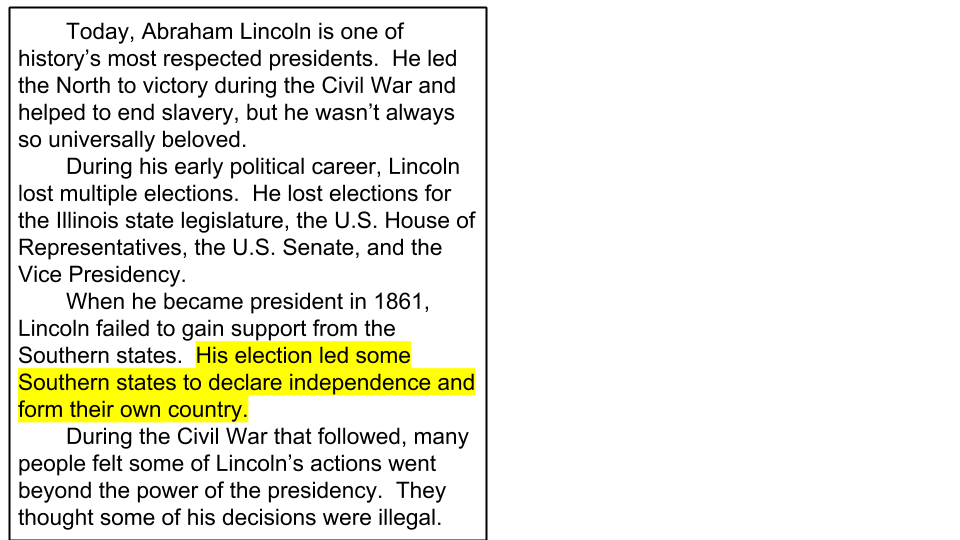 Today, Abraham Lincoln is one of
history’s most respected presidents.  He led
the North to victory during the Civil War and
helped to end slavery, but he wasn’t always
so universally beloved.
During his early political career, Lincoln
lost multiple elections.  He lost elections for
the Illinois state legislature, the U.S. House of
Representatives, the U.S. Senate, and the
Vice Presidency.
When he became president in 1861,
Lincoln failed to gain support from the
Southern states.  His election led some
Southern states to declare independence and
form their own country.
During the Civil War that followed, many
people felt some of Lincoln’s actions went
beyond the power of the presidency.  They
thought some of his decisions were illegal.